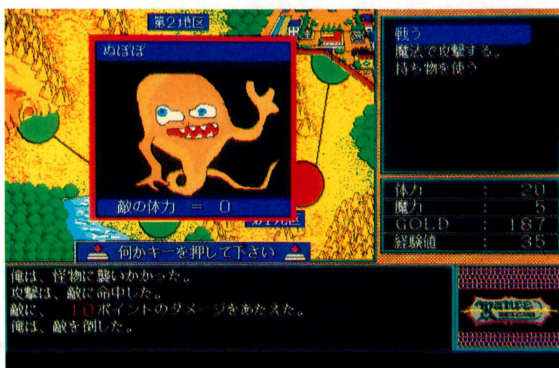 第2地区
ぬぼぼ
敵の体力 = 0
何かキーを押して下さい
戦う
魔法で攻撃する。
持ち物を使う
体力 : 20
魔力 : 5
GOLD : 187
経験値 : 35
俺は、怪物に襲いかかった。
攻撃は、敵に命中した。
敵に、 10ポイントのダメージをあたえた。
俺は、敵を倒した。